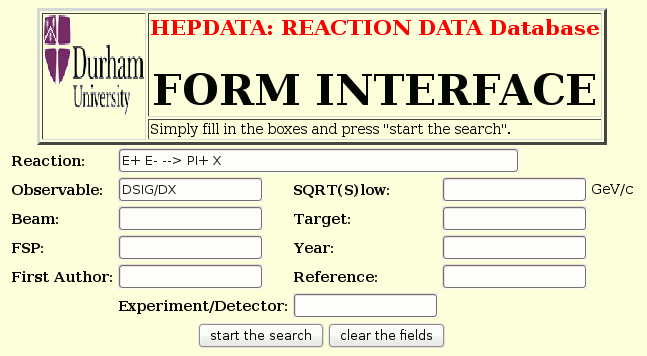 HEPDATA: REACTION DATA Database
Durham
University
FORM INTERFACE
Simply fill in the boxes and press "start the search".
Reaction: E+ E- --> PI+ X
Observable: DSIG/DX SQRT(S)low: GeV/c
Beam: Target:
FSP: Year:
First Author: Reference:
Experiment/Detector:
start the search clear the fields